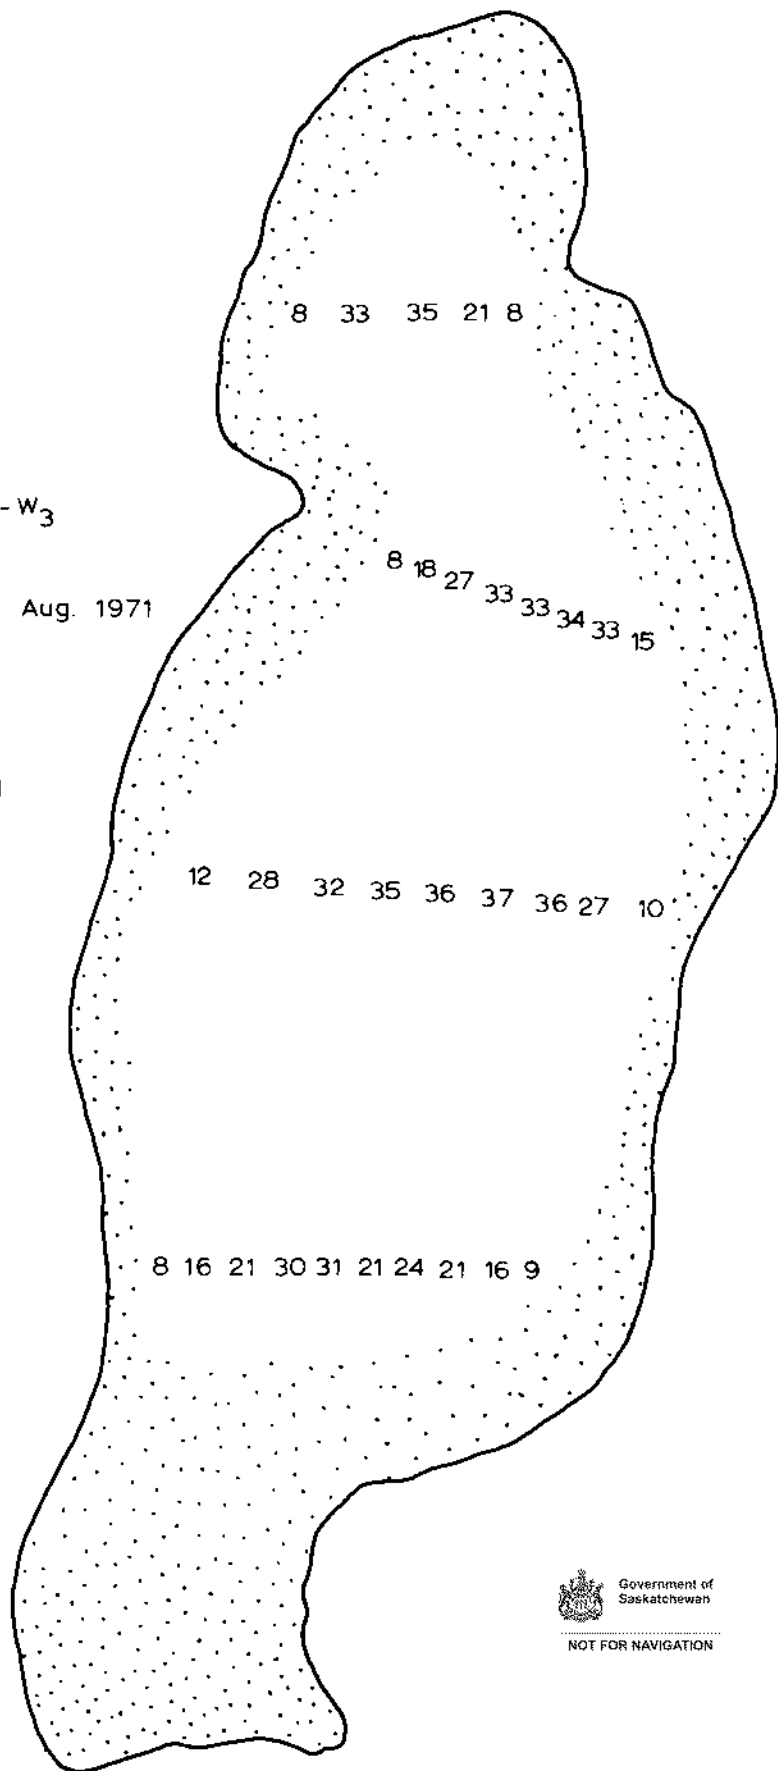 8 33 35 21 8
- W3
8 18 27 33 33 34 33 15
Aug. 1971
12 28 32 35 36 37 36 27 10
8 16 21 30 31 21 24 21 16 9
Government of
Saskatchewan
NOT FOR NAVIGATION